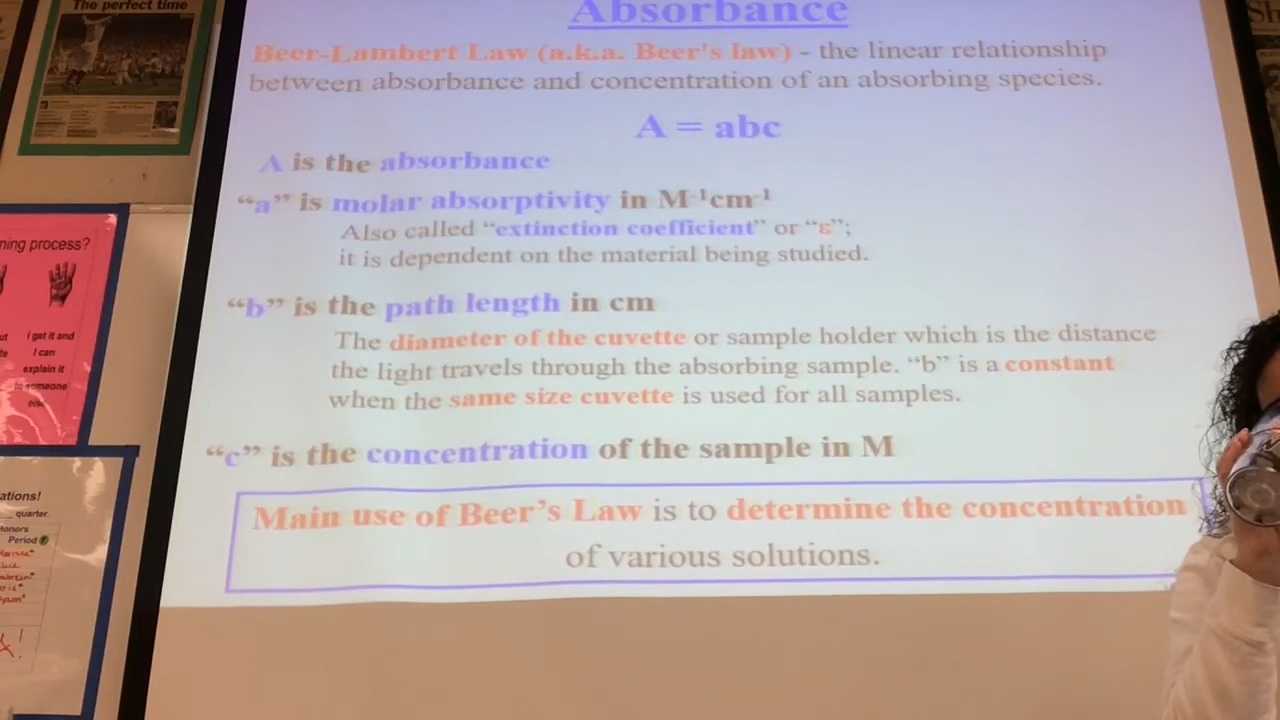 The perfect time
Absorbance
Beer-Lambert Law (a.k.a. Beer's law) - the linear relationship
between absorbance and concentration of an absorbing species.
A = abc
A is the absorbance
“a” is molar absorptivity in M⁻¹cm⁻¹
Also called “extinction coefficient” or “ε”;
it is dependent on the material being studied.
“b” is the path length in cm
The diameter of the cuvette or sample holder which is the distance
the light travels through the absorbing sample. “b” is a constant
when the same size cuvette is used for all samples.
“c” is the concentration of the sample in M
Main use of Beer’s Law is to determine the concentration
of various solutions.
ning process?
I get it and
I can
explain it
to someone
else
ations!
quarter
Honors
Period